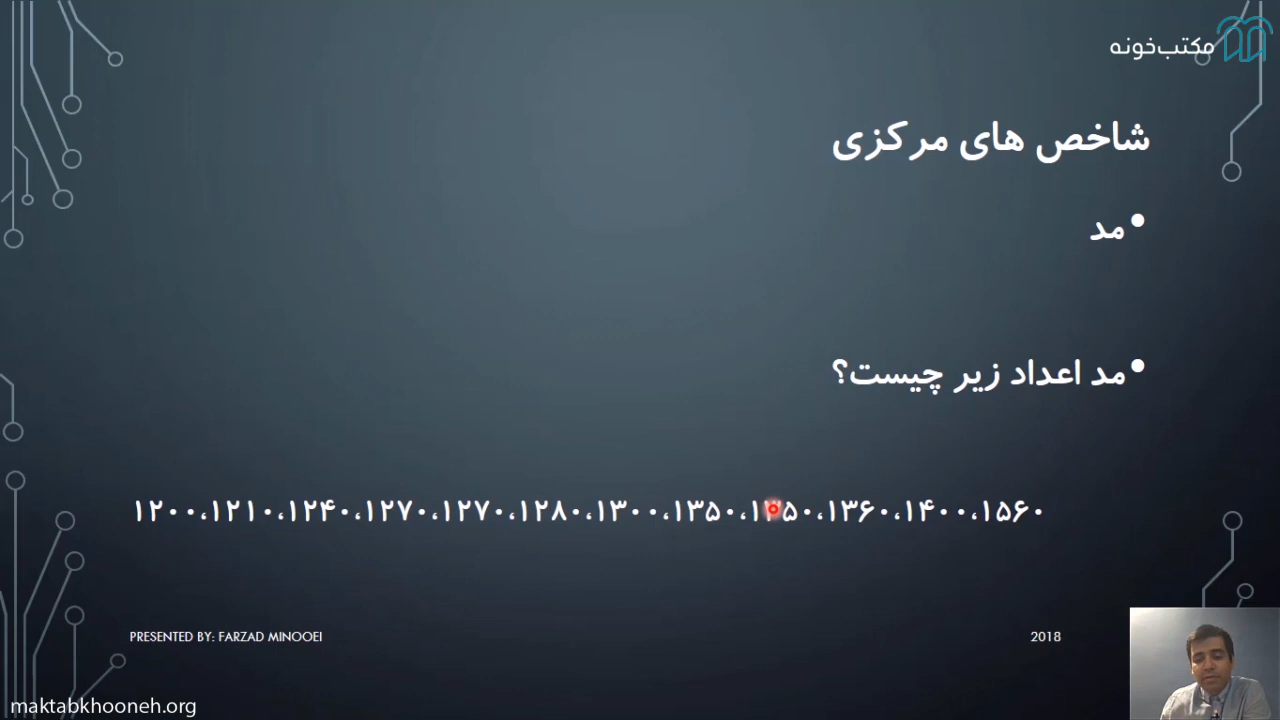 مکتب‌خونه
شاخص های مرکزی
•مد
•مد اعداد زیر چیست؟
۱۲۰۰،۱۲۱۰،۱۲۴۰،۱۲۷۰،۱۲۷۰،۱۲۸۰،۱۳۰۰،۱۳۵۰،۱۳۵۰،۱۳۶۰،۱۴۰۰،۱۵۶۰
PRESENTED BY: FARZAD MINOOEI
2018
maktabkhooneh.org